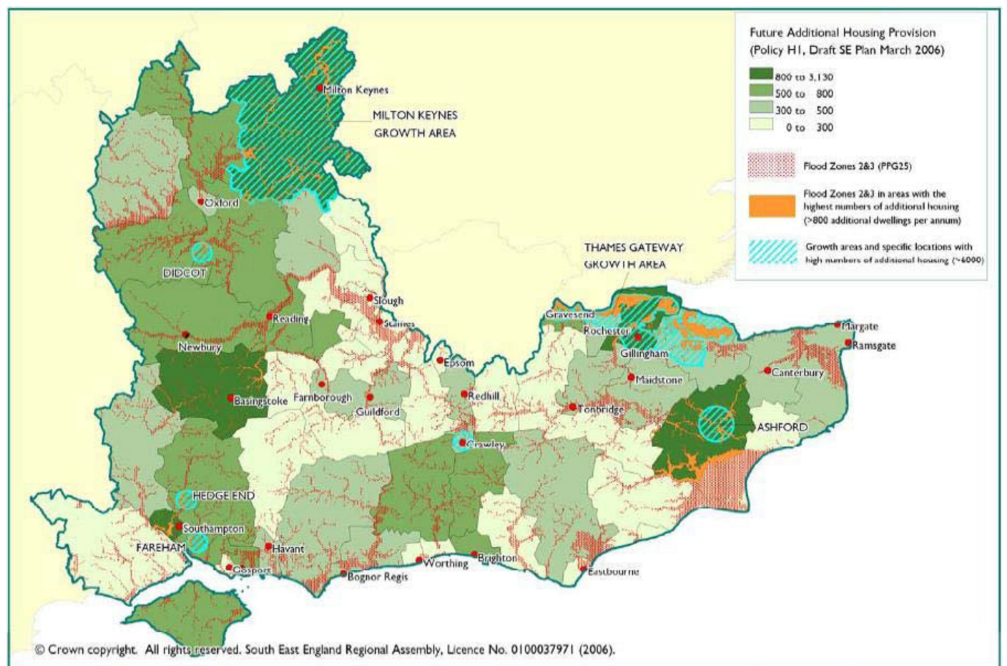 Future Additional Housing Provision
(Policy H1, Draft SE Plan March 2006)
800 to 3,130
500 to 800
300 to 500
0 to 300
Flood Zones 2&3 (PPG25)
Flood Zones 2&3 in areas with the
highest numbers of additional housing
(>800 additional dwellings per annum)
Growth areas and specific locations with
high numbers of additional housing (>6000)
Milton Keynes
MILTON KEYNES
GROWTH AREA
Oxford
DIDCOT
THAMES GATEWAY
GROWTH AREA
Slough
Reading
Staines
Gravesend
Rochester
Margate
Newbury
Gillingham
Ramsgate
Epsom
Maidstone
Canterbury
Basingstoke
Farnborough
Guildford
Redhill
Tonbridge
ASHFORD
Crawley
HEDGE END
Southampton
FAREHAM
Havant
Gosport
Bognor Regis
Worthing
Brighton
Eastbourne
© Crown copyright. All rights reserved. South East England Regional Assembly, Licence No. 0100037971 (2006).